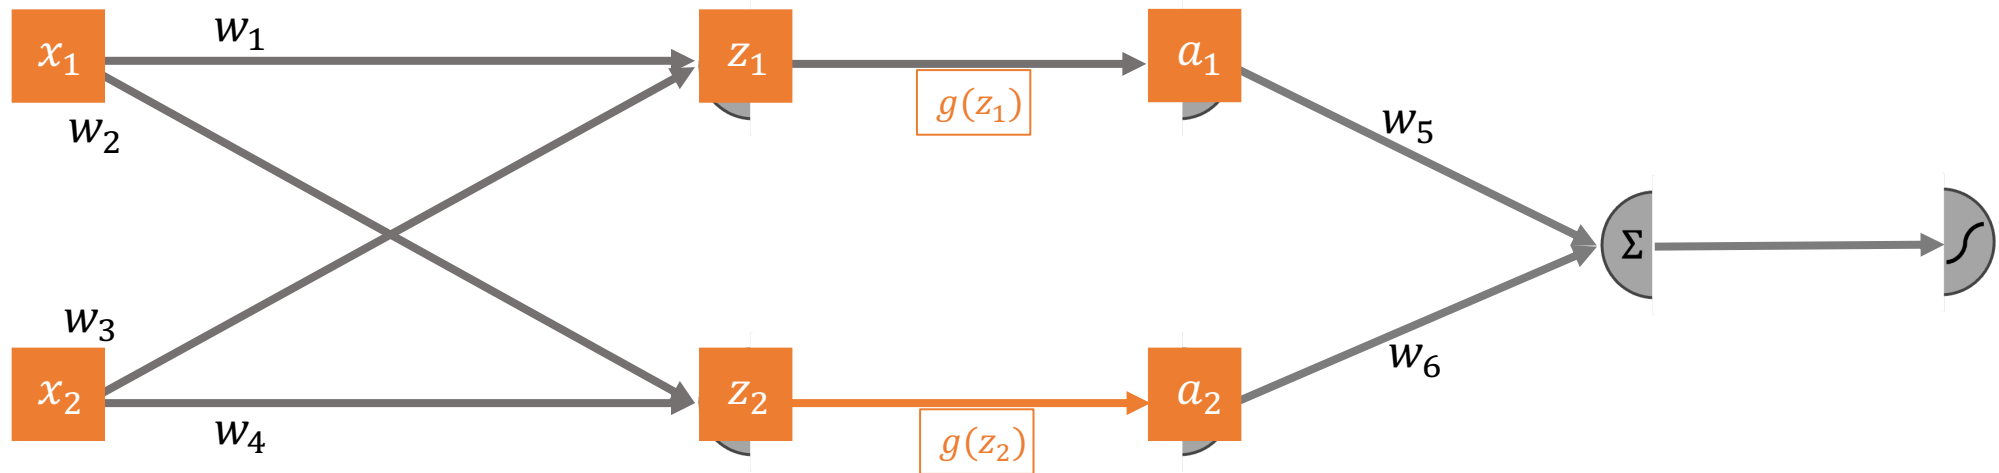 w₁
x₁
z₁
a₁
g(z₁)
w₂
w₅
Σ
w₃
w₆
x₂
z₂
a₂
w₄
g(z₂)